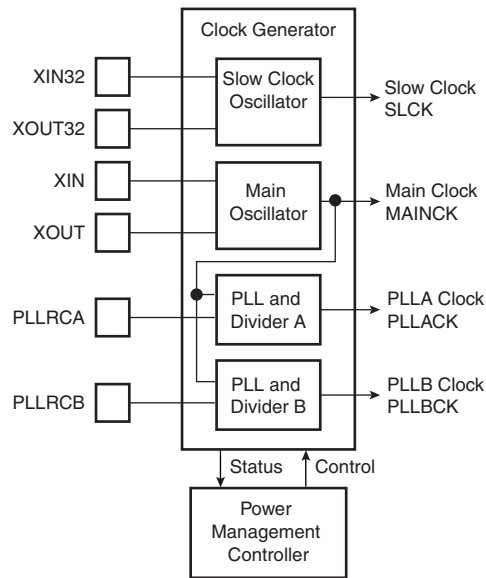 Clock Generator
XIN32
Slow Clock
Oscillator
Slow Clock
SLCK
XOUT32
XIN
Main
Oscillator
Main Clock
MAINCK
XOUT
PLLRCA
PLL and
Divider A
PLLA Clock
PLLACK
PLLRCB
PLL and
Divider B
PLLB Clock
PLLBCK
Status
Control
Power
Management
Controller